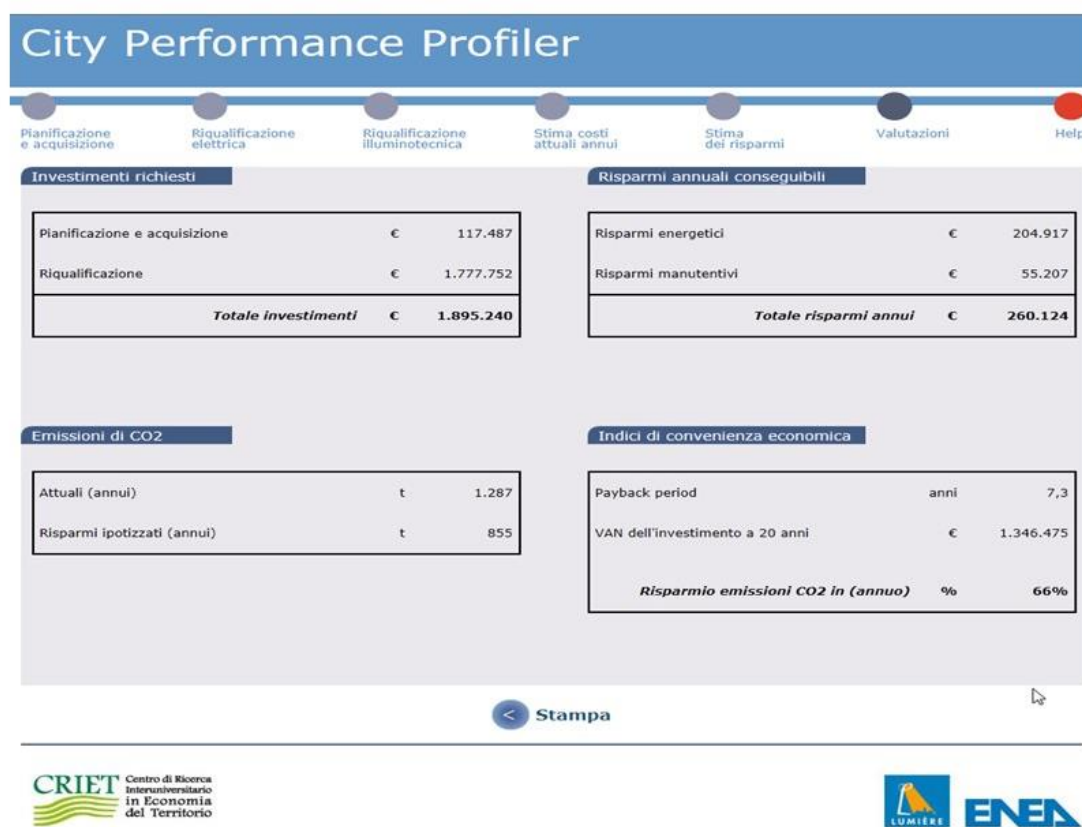 City Performance Profiler
Pianificazione
e acquisizione
Riqualificazione
elettrica
Riqualificazione
illuminotecnica
Stima costi
attuali annui
Stima
dei risparmi
Valutazioni
Help
Investimenti richiesti
Pianificazione e acquisizione € 117.487
Riqualificazione € 1.777.752
Totale investimenti € 1.895.240
Risparmi annuali conseguibili
Risparmi energetici € 204.917
Risparmi manutentivi € 55.207
Totale risparmi annui € 260.124
Emissioni di CO2
Attuali (annui) t 1.287
Risparmi ipotizzati (annui) t 855
Indici di convenienza economica
Payback period anni 7,3
VAN dell'investimento a 20 anni € 1.346.475
Risparmio emissioni CO2 in (annuo) % 66%
< Stampa
CRIET
Centro di Ricerca
Interuniversitario
in Economia
del Territorio
LUMIÈRE
ENEA